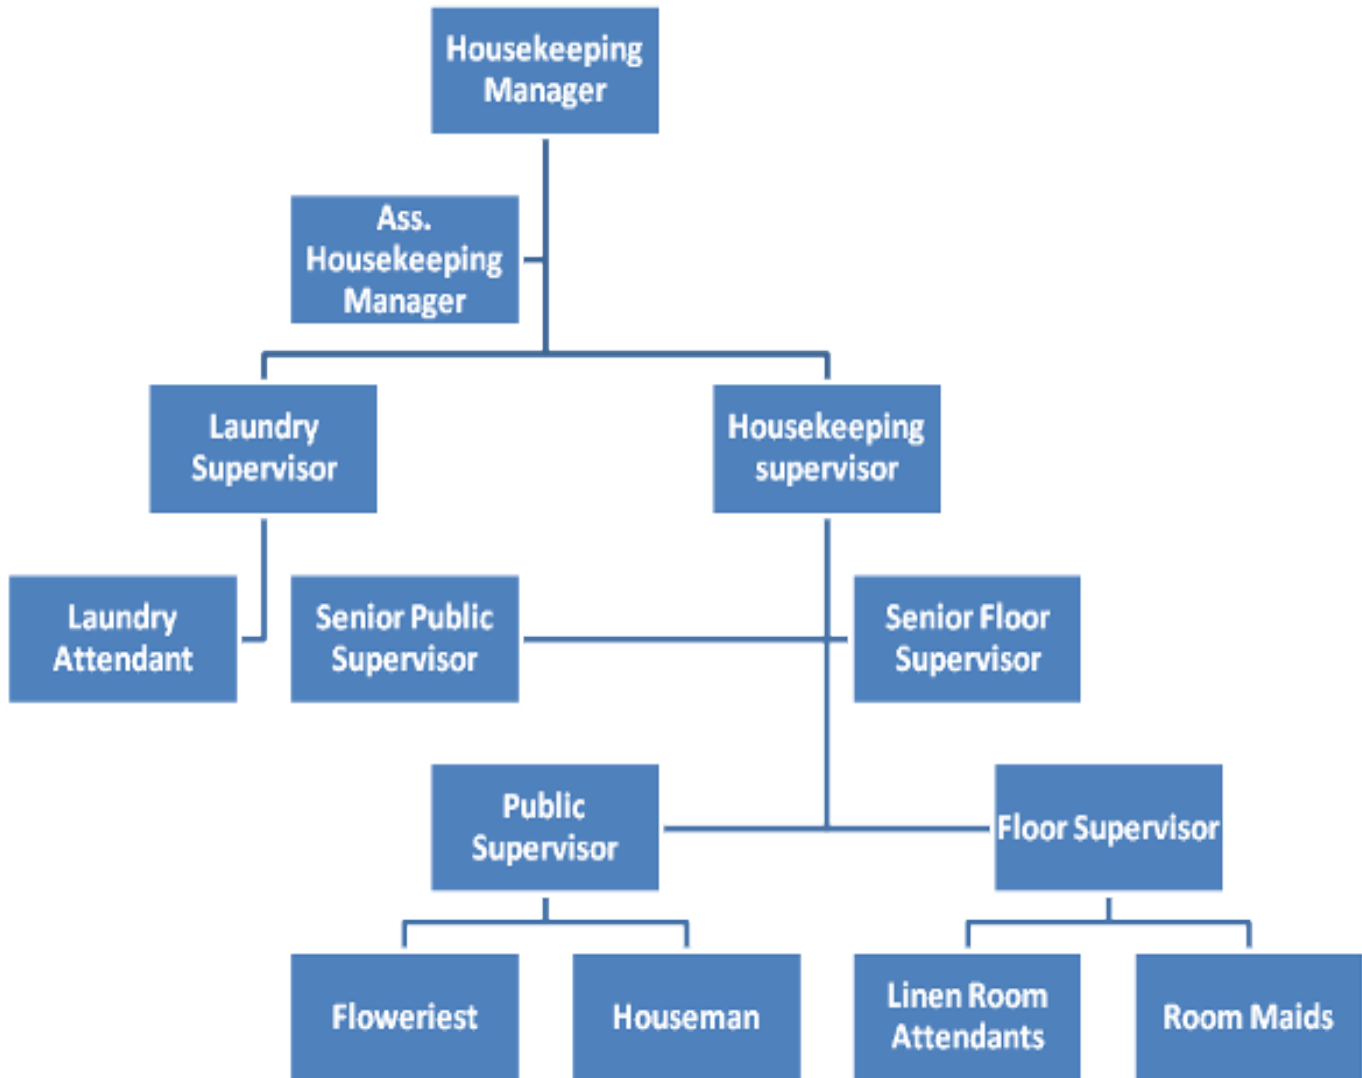 Housekeeping
Manager
Ass.
Housekeeping
Manager
Laundry
Supervisor
Housekeeping
supervisor
Laundry
Attendant
Senior Public
Supervisor
Senior Floor
Supervisor
Public
Supervisor
Floor Supervisor
Floweriest
Houseman
Linen Room
Attendants
Room Maids